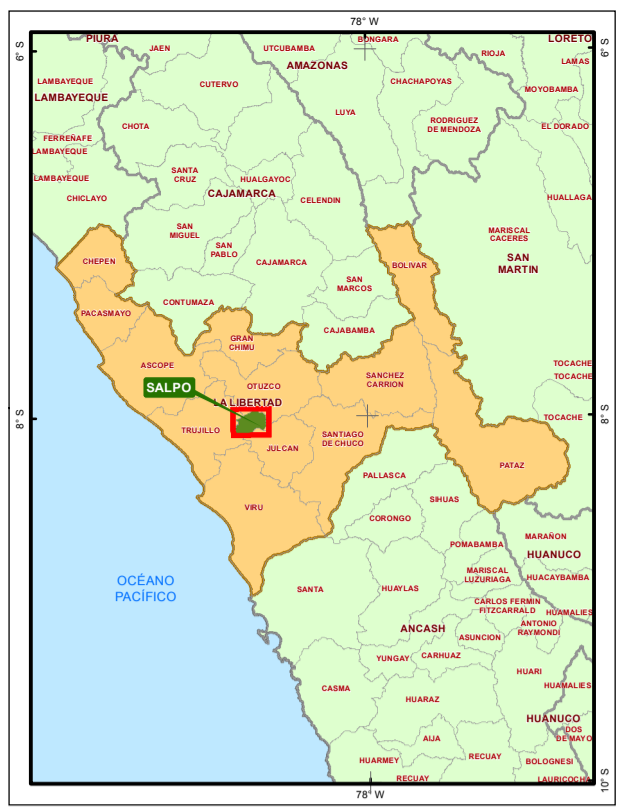 78° W
6° S
6° S
PIURA
JAEN
UTCUBAMBA
BONGARA
LORETO
RIOJA
LAMAS
AMAZONAS
LAMBAYEQUE
CUTERVO
CHACHAPOYAS
MOYOBAMBA
LAMBAYEQUE
LUYA
CHOTA
RODRIGUEZ
DE MENDOZA
EL DORADO
FERREÑAFE
LAMBAYEQUE
LAMBAYEQUE
SANTA
CRUZ
HUALGAYOC
CAJAMARCA
CELENDIN
CHICLAYO
HUALLAGA
SAN
MIGUEL
SAN
PABLO
MARISCAL
CACERES
SAN
MARTIN
CHEPEN
CAJAMARCA
BOLIVAR
SAN
MARCOS
CONTUMAZA
PACASMAYO
CAJABAMBA
GRAN
CHIMU
ASCOPE
TOCACHE
TOCACHE
SANCHEZ
CARRION
OTUZCO
SALPO
LA LIBERTAD
8° S
8° S
TOCACHE
TRUJILLO
SANTIAGO
DE CHUCO
JULCAN
PATAZ
PALLASCA
SIHUAS
VIRU
CORONGO
MARAÑON
POMABAMBA
HUANUCO
MARISCAL
LUZURIAGA
HUACAYBAMBA
OCÉANO
PACÍFICO
SANTA
HUAYLAS
CARLOS FERMIN
FITZCARRALD
HUAMALIES
ANCASH
ANTONIO
RAYMONDI
ASUNCION
YUNGAY
CARHUAZ
HUARI
CASMA
HUAMALIES
HUARAZ
HUANUCO
DOS
DE MAYO
AIJA
HUARMEY
RECUAY
BOLOGNESI
RECUAY
LAURICOCHA
10° S
78° W